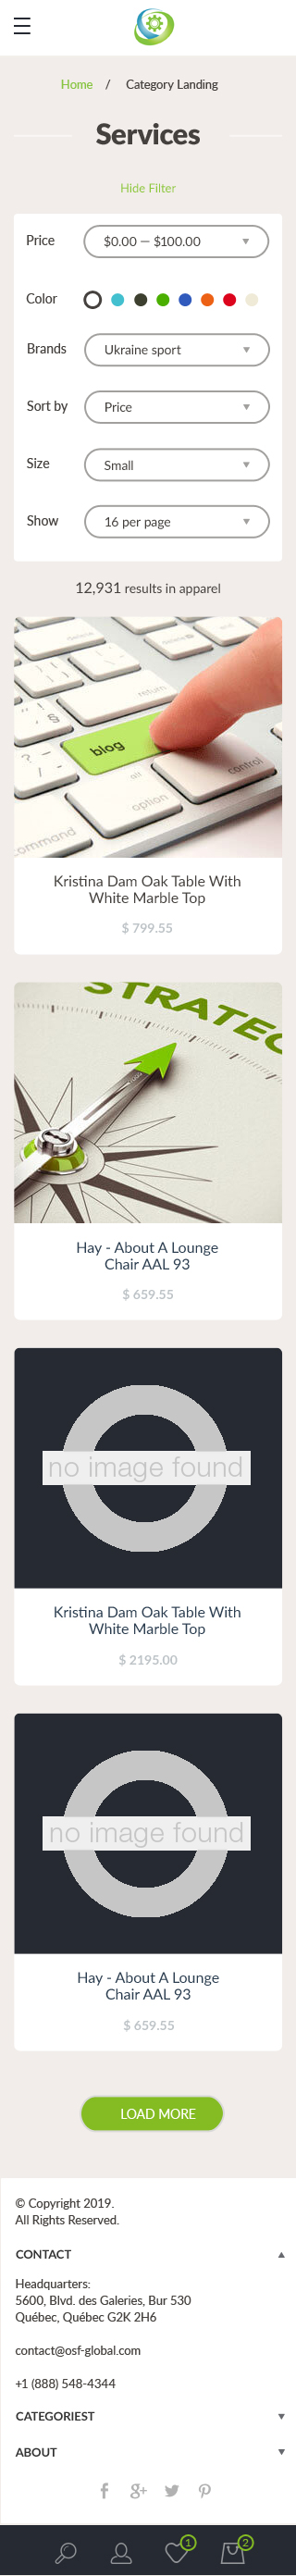 Home / Category Landing
Services
Hide Filter
Price $0.00 — $100.00
Color
Brands Ukraine sport
Sort by Price
Size Small
Show 16 per page
12,931 results in apparel
blog
control
option
command
Kristina Dam Oak Table With
White Marble Top
$ 799.55
STRATEG
Hay - About A Lounge
Chair AAL 93
$ 659.55
no image found
Kristina Dam Oak Table With
White Marble Top
$ 2195.00
no image found
Hay - About A Lounge
Chair AAL 93
$ 659.55
LOAD MORE
© Copyright 2019.
All Rights Reserved.
CONTACT
Headquarters:
5600, Blvd. des Galeries, Bur 530
Québec, Québec G2K 2H6
contact@osf-global.com
+1 (888) 548-4344
CATEGORIEST
ABOUT
1 2